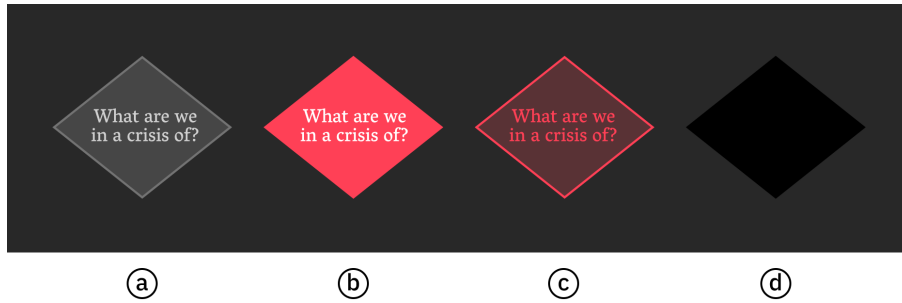 What are we
in a crisis of?
What are we
in a crisis of?
What are we
in a crisis of?
ⓐ ⓑ ⓒ ⓓ